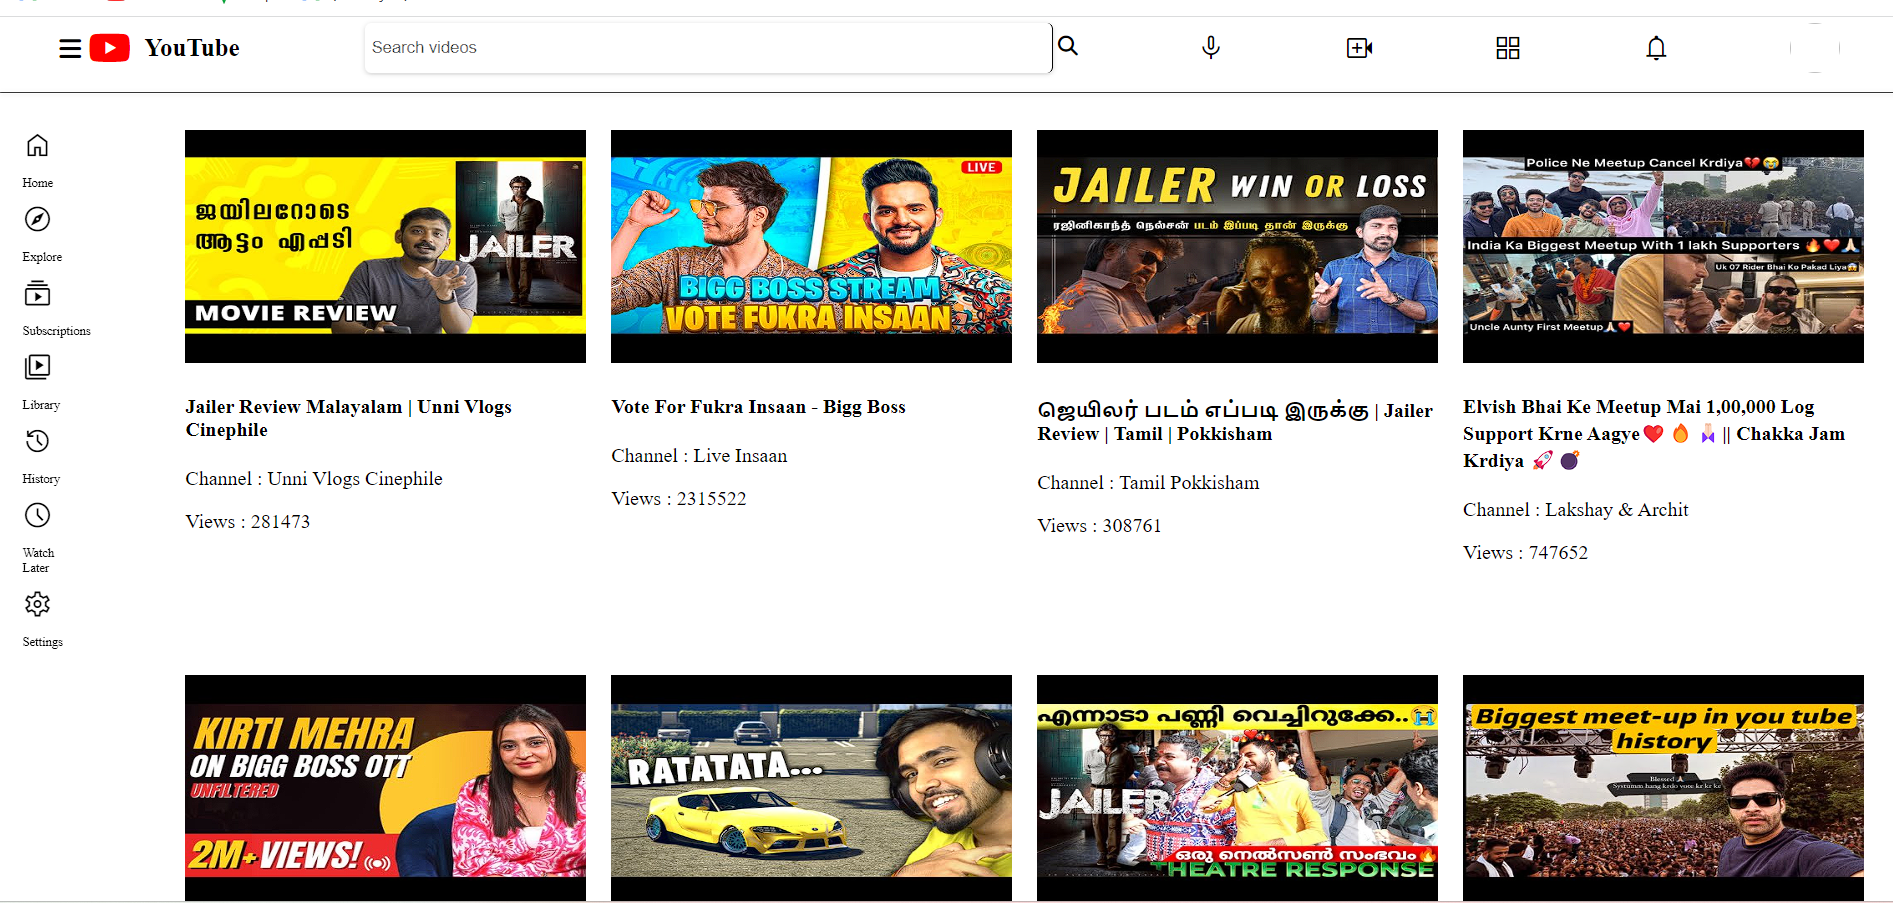 YouTube
Search videos
Home
Explore
Subscriptions
Library
History
Watch
Later
Settings
ജയിലറോടെ
ആട്ടം എപ്പടി
JAILER
MOVIE REVIEW
Jailer Review Malayalam | Unni Vlogs
Cinephile
Channel : Unni Vlogs Cinephile
Views : 281473
LIVE
BIGG BOSS STREAM
VOTE FUKRA INSAAN
Vote For Fukra Insaan - Bigg Boss
Channel : Live Insaan
Views : 2315522
JAILER WIN OR LOSS
ரஜினிகாந்த் நெல்சன் படம் இப்படி தான் இருக்கு
ஜெயிலர் படம் எப்படி இருக்கு | Jailer
Review | Tamil | Pokkisham
Channel : Tamil Pokkisham
Views : 308761
Police Ne Meetup Cancel Krdiya💔😭
India Ka Biggest Meetup With 1 lakh Supporters 🔥❤️🙏🏻
Uk 07 Rider Bhai Ko Pakad Liya😱
Uncle Aunty First Meetup🙏🏻❤️
Elvish Bhai Ke Meetup Mai 1,00,000 Log
Support Krne Aagye❤️ 🔥 🙏🏻 || Chakka Jam
Krdiya 🚀 💣
Channel : Lakshay & Archit
Views : 747652
KIRTI MEHRA
ON BIGG BOSS OTT
UNFILTERED
2M+VIEWS!
RATATATA...
എന്നാടാ പണ്ണി വെച്ചിറുക്കേ..😭
JAILER
ഒരു നെൽസൺ സംഭവം🔥
THEATRE RESPONSE
Biggest meet-up in you tube
history
Blessed 🙏🏻
Systumm hang kedo vote kr kr ke